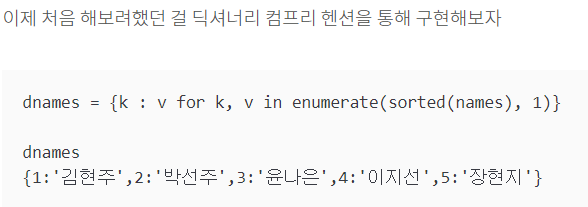 이제 처음 해보려했던 걸 딕셔너리 컴프리 헨션을 통해 구현해보자
dnames = {k : v for k, v in enumerate(sorted(names), 1)}
dnames
{1:'김현주',2:'박선주',3:'윤나은',4:'이지선',5:'장현지'}